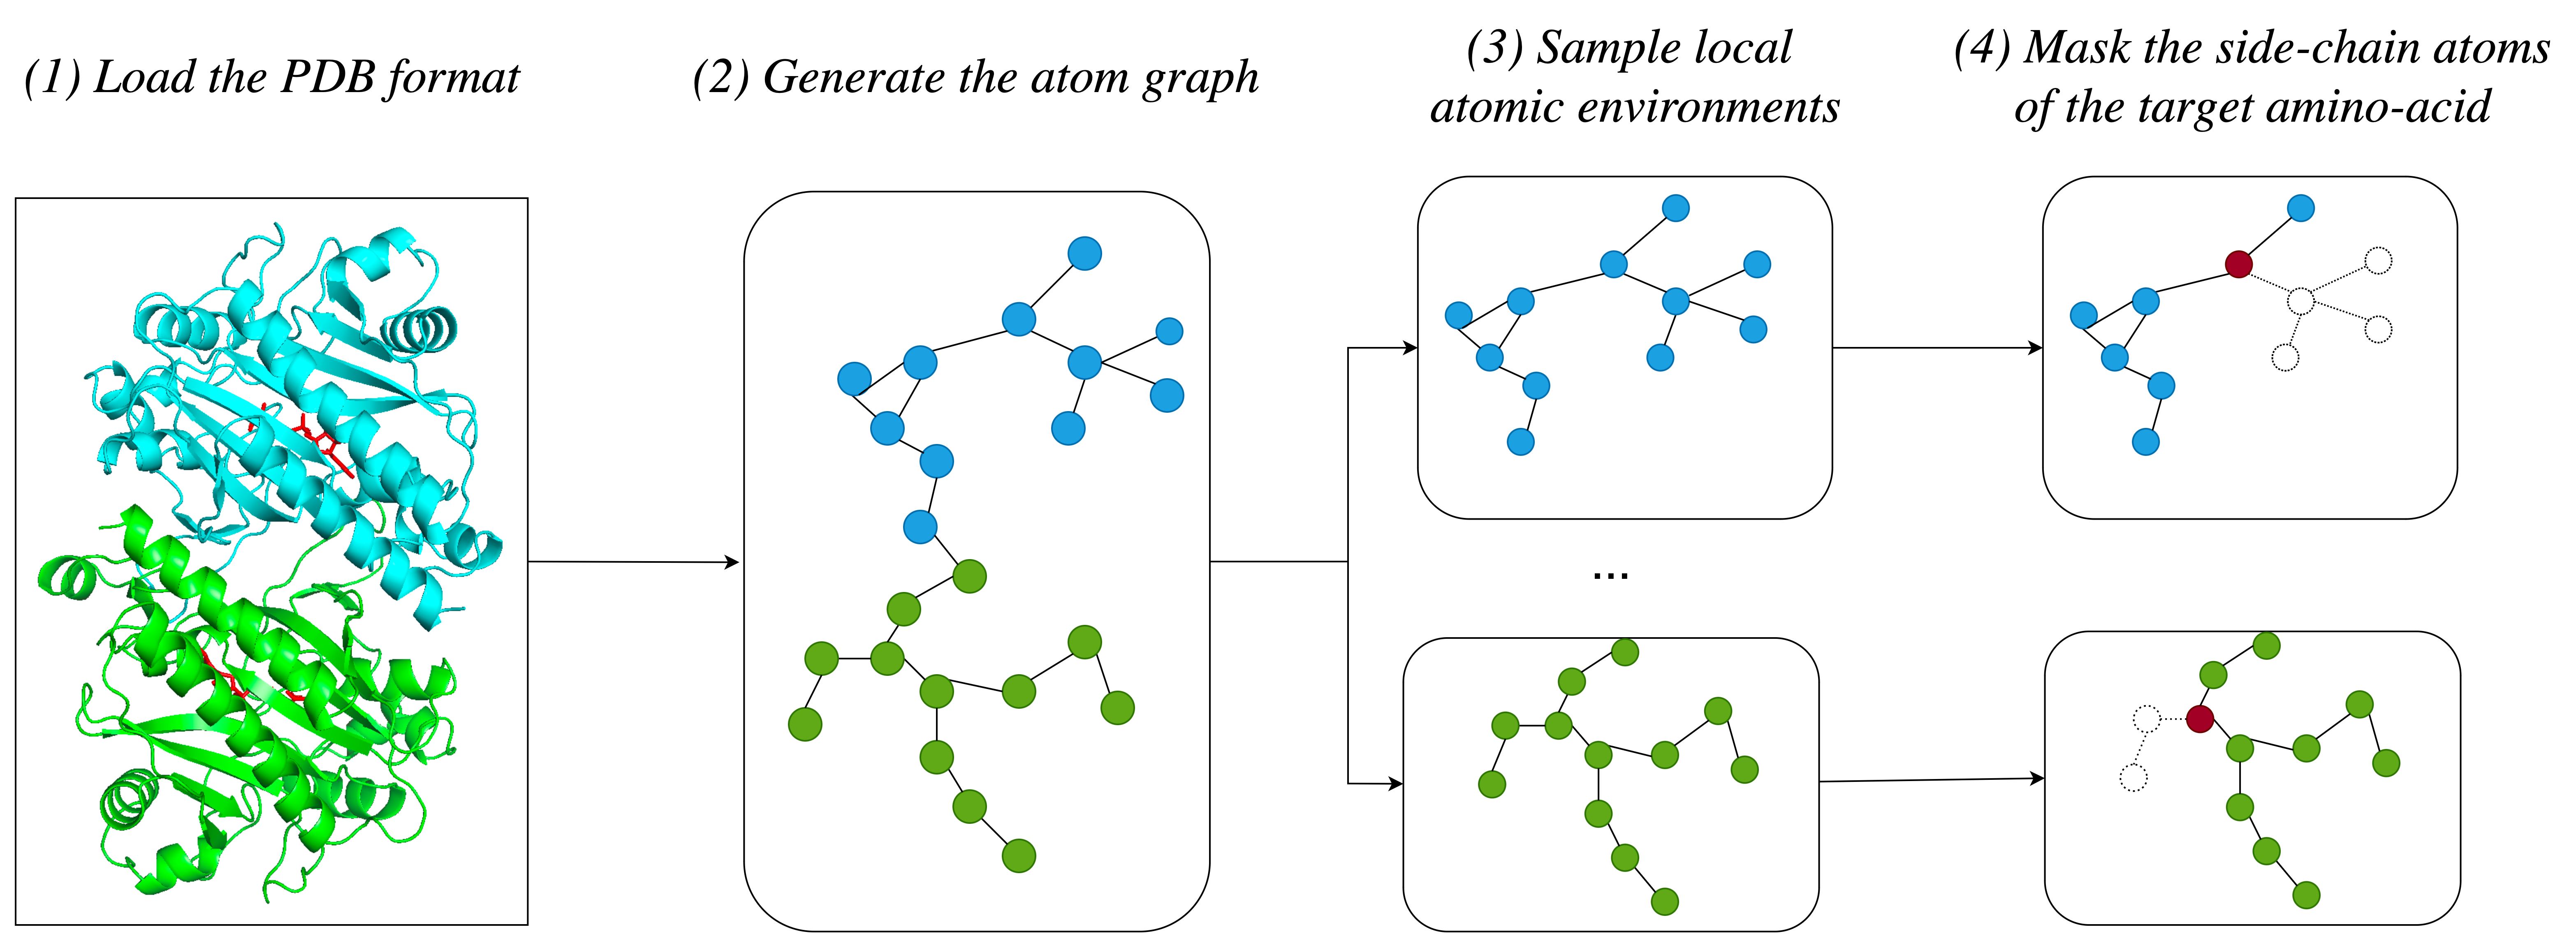 (1) Load the PDB format
(2) Generate the atom graph
(3) Sample local
atomic environments
(4) Mask the side-chain atoms
of the target amino-acid
...